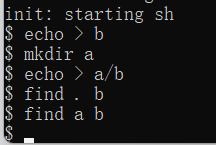 init: starting sh
$ echo > b
$ mkdir a
$ echo > a/b
$ find . b
$ find a b
$